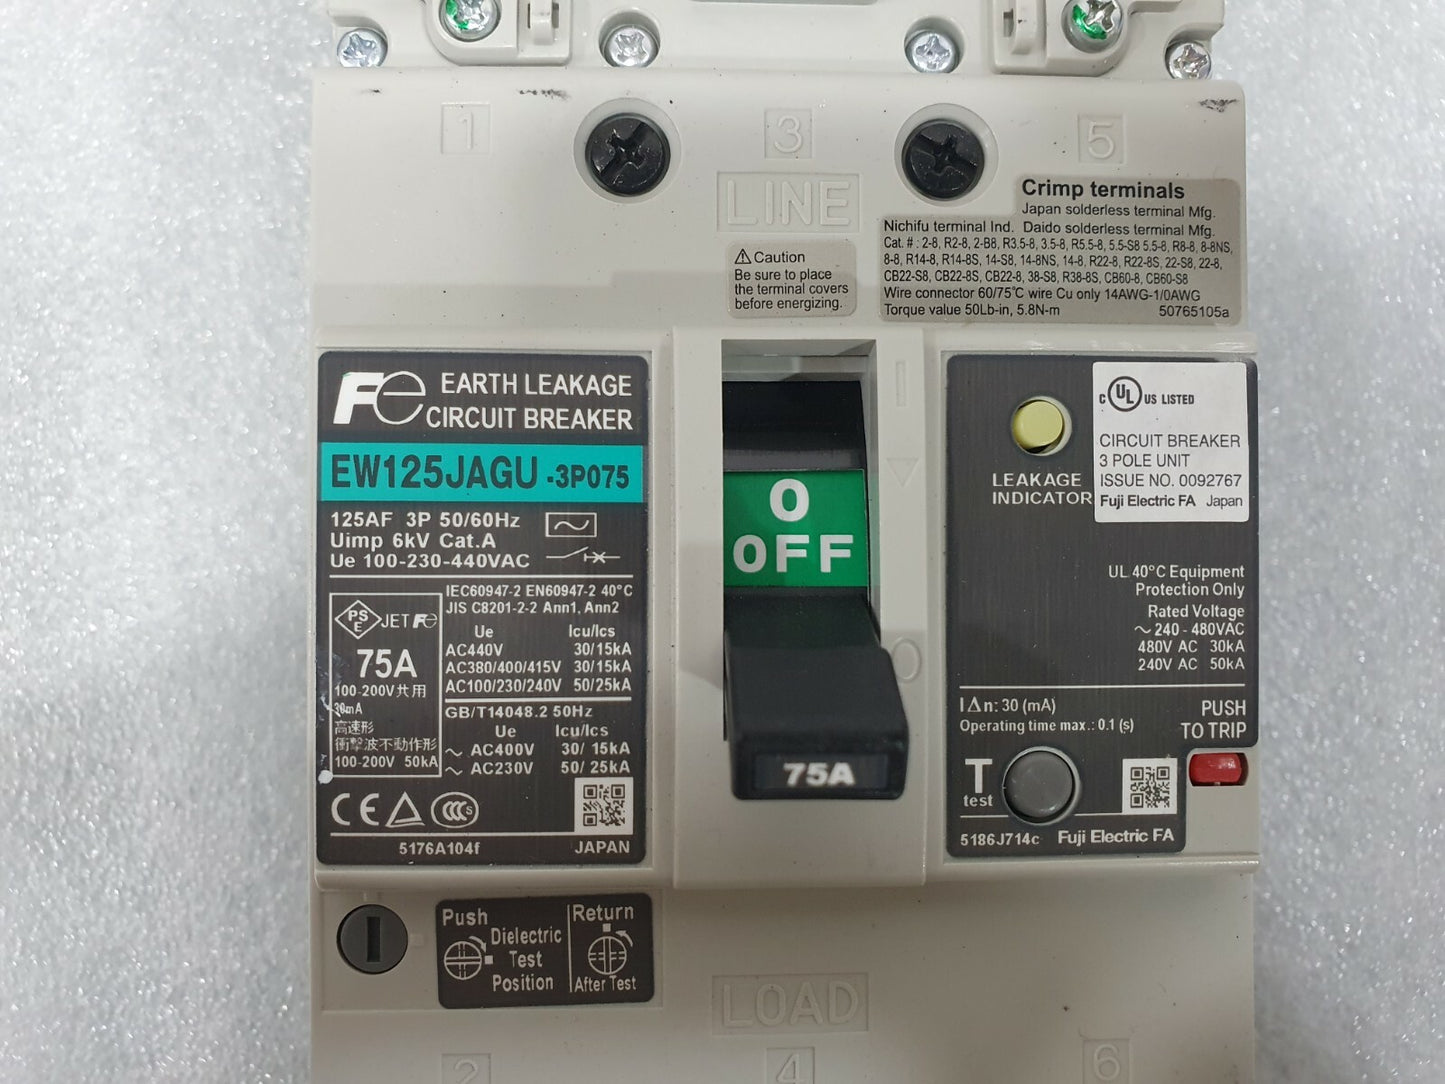 1
3
5
LINE
Crimp terminals
Japan solderless terminal Mfg.
Nichifu terminal Ind. Daido solderless terminal Mfg.
Cat. # : 2-8, R2-8, 2-B8, R3.5-8, 3.5-8, R5.5-8, 5.5-S8 5.5-8, R8-8, 8-8NS,
8-8, R14-8, R14-8S, 14-S8, 14-8NS, 14-8, R22-8, R22-8S, 22-S8, 22-8,
CB22-S8, CB22-8S, CB22-8, 38-S8, R38-8S, CB60-8, CB60-S8
Wire connector 60/75℃ wire Cu only 14AWG-1/0AWG
Torque value 50Lb-in, 5.8N-m 50765105a
⚠ Caution
Be sure to place
the terminal covers
before energizing.
Fe EARTH LEAKAGE
CIRCUIT BREAKER
EW125JAGU -3P075
125AF 3P 50/60Hz
Uimp 6kV Cat.A
Ue 100-230-440VAC
IEC60947-2 EN60947-2 40°C
JIS C8201-2-2 Ann1, Ann2
Ue Icu/Ics
AC440V 30/15kA
AC380/400/415V 30/15kA
AC100/230/240V 50/25kA
GB/T14048.2 50Hz
Ue Icu/Ics
～ AC400V 30/ 15kA
～ AC230V 50/ 25kA
PSE JET Fe
75A
100-200V共用
30mA
高速形
衝撃波不動作形
100-200V 50kA
CE CCC S
5176A104f JAPAN
O
OFF
75A
LEAKAGE
INDICATOR
c UL US LISTED
CIRCUIT BREAKER
3 POLE UNIT
ISSUE NO. 0092767
Fuji Electric FA Japan
UL 40°C Equipment
Protection Only
Rated Voltage
～ 240 - 480VAC
480V AC 30kA
240V AC 50kA
IΔn: 30 (mA)
Operating time max.: 0.1 (s)
PUSH
TO TRIP
T
test
5186J714c Fuji Electric FA
Push
Dielectric
Test
Position
Return
After Test
LOAD
2
4
6